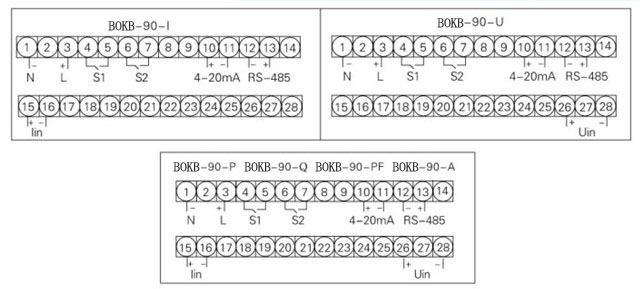 BOKB-90-I
1 2 3 4 5 6 7 8 9 10 11 12 13 14
- + + - - +
N L S1 S2 4-20mA RS-485
15 16 17 18 19 20 21 22 23 24 25 26 27 28
+ -
Iin
BOKB-90-U
1 2 3 4 5 6 7 8 9 10 11 12 13 14
- + + - - +
N L S1 S2 4-20mA RS-485
15 16 17 18 19 20 21 22 23 24 25 26 27 28
+ -
Uin
BOKB-90-P BOKB-90-Q BOKB-90-PF BOKB-90-A
1 2 3 4 5 6 7 8 9 10 11 12 13 14
- + + - - +
N L S1 S2 4-20mA RS-485
15 16 17 18 19 20 21 22 23 24 25 26 27 28
+ - + -
Iin Uin